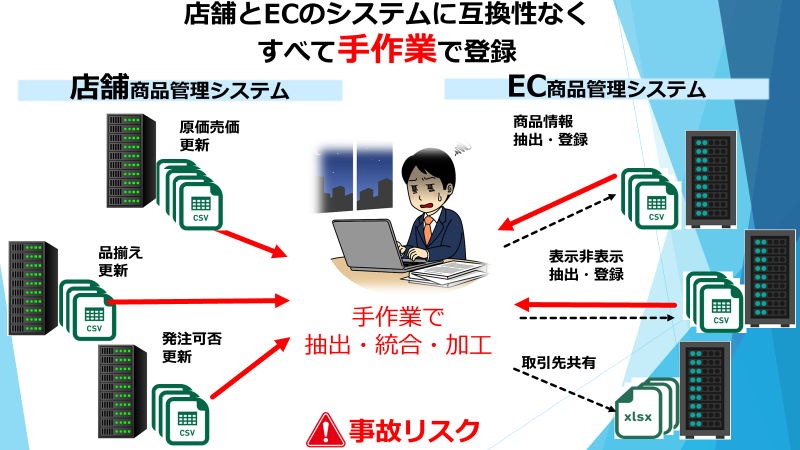 店舗とECのシステムに互換性なく
すべて手作業で登録
店舗商品管理システム
EC商品管理システム
原価売価
更新
CSV
品揃え
更新
CSV
発注可否
更新
CSV
手作業で
抽出・統合・加工
商品情報
抽出・登録
CSV
表示非表示
抽出・登録
CSV
取引先共有
xlsx
事故リスク